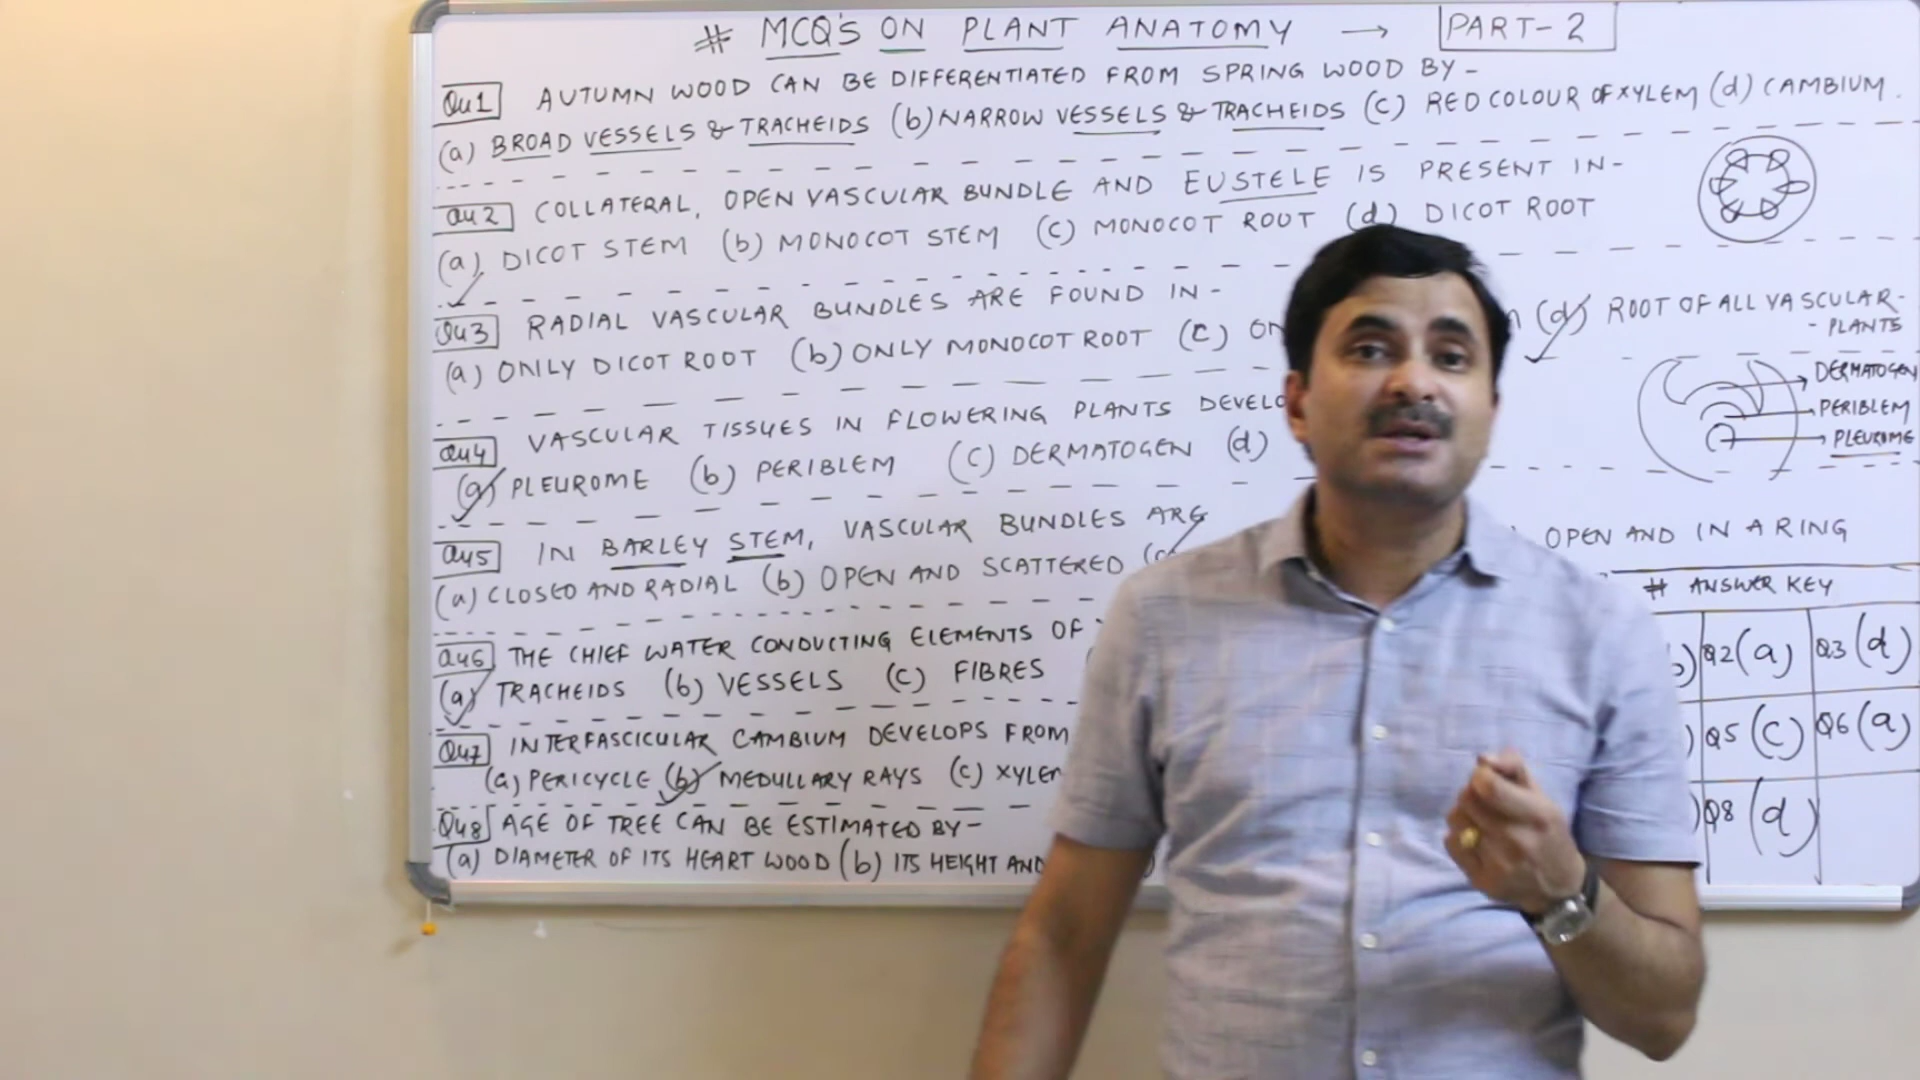 # MCQ'S ON PLANT ANATOMY → PART-2
Qu1 AUTUMN WOOD CAN BE DIFFERENTIATED FROM SPRING WOOD BY -
(a) BROAD VESSELS & TRACHEIDS (b) NARROW VESSELS & TRACHEIDS (c) RED COLOUR OF XYLEM (d) CAMBIUM.
Qu2 COLLATERAL, OPEN VASCULAR BUNDLE AND EUSTELE IS PRESENT IN-
(a) DICOT STEM (b) MONOCOT STEM (c) MONOCOT ROOT (d) DICOT ROOT
Qu3 RADIAL VASCULAR BUNDLES ARE FOUND IN -
(a) ONLY DICOT ROOT (b) ONLY MONOCOT ROOT (c) (d) ROOT OF ALL VASCULAR-
- PLANTS
Qu4 VASCULAR TISSUES IN FLOWERING PLANTS
(a) PLEUROME (b) PERIBLEM (c) DERMATOGEN (d)
DERMATOGEN
PERIBLEM
PLEUROME
Qu5 IN BARLEY STEM, VASCULAR BUNDLES ARE
(a) CLOSED AND RADIAL (b) OPEN AND SCATTERED OPEN AND IN A RING
Qu6 THE CHIEF WATER CONDUCTING ELEMENTS OF
(a) TRACHEIDS (b) VESSELS (c) FIBRES
Qu7 INTERFASCICULAR CAMBIUM DEVELOPS FROM
(a) PERICYCLE (b) MEDULLARY RAYS (c)
Qu8 AGE OF TREE CAN BE ESTIMATED BY-
(a) DIAMETER OF ITS HEART WOOD (b) ITS HEIGHT AND
# ANSWER KEY
Q2(a) Q3(d)
Q5(c) Q6(a)
Q8(d)